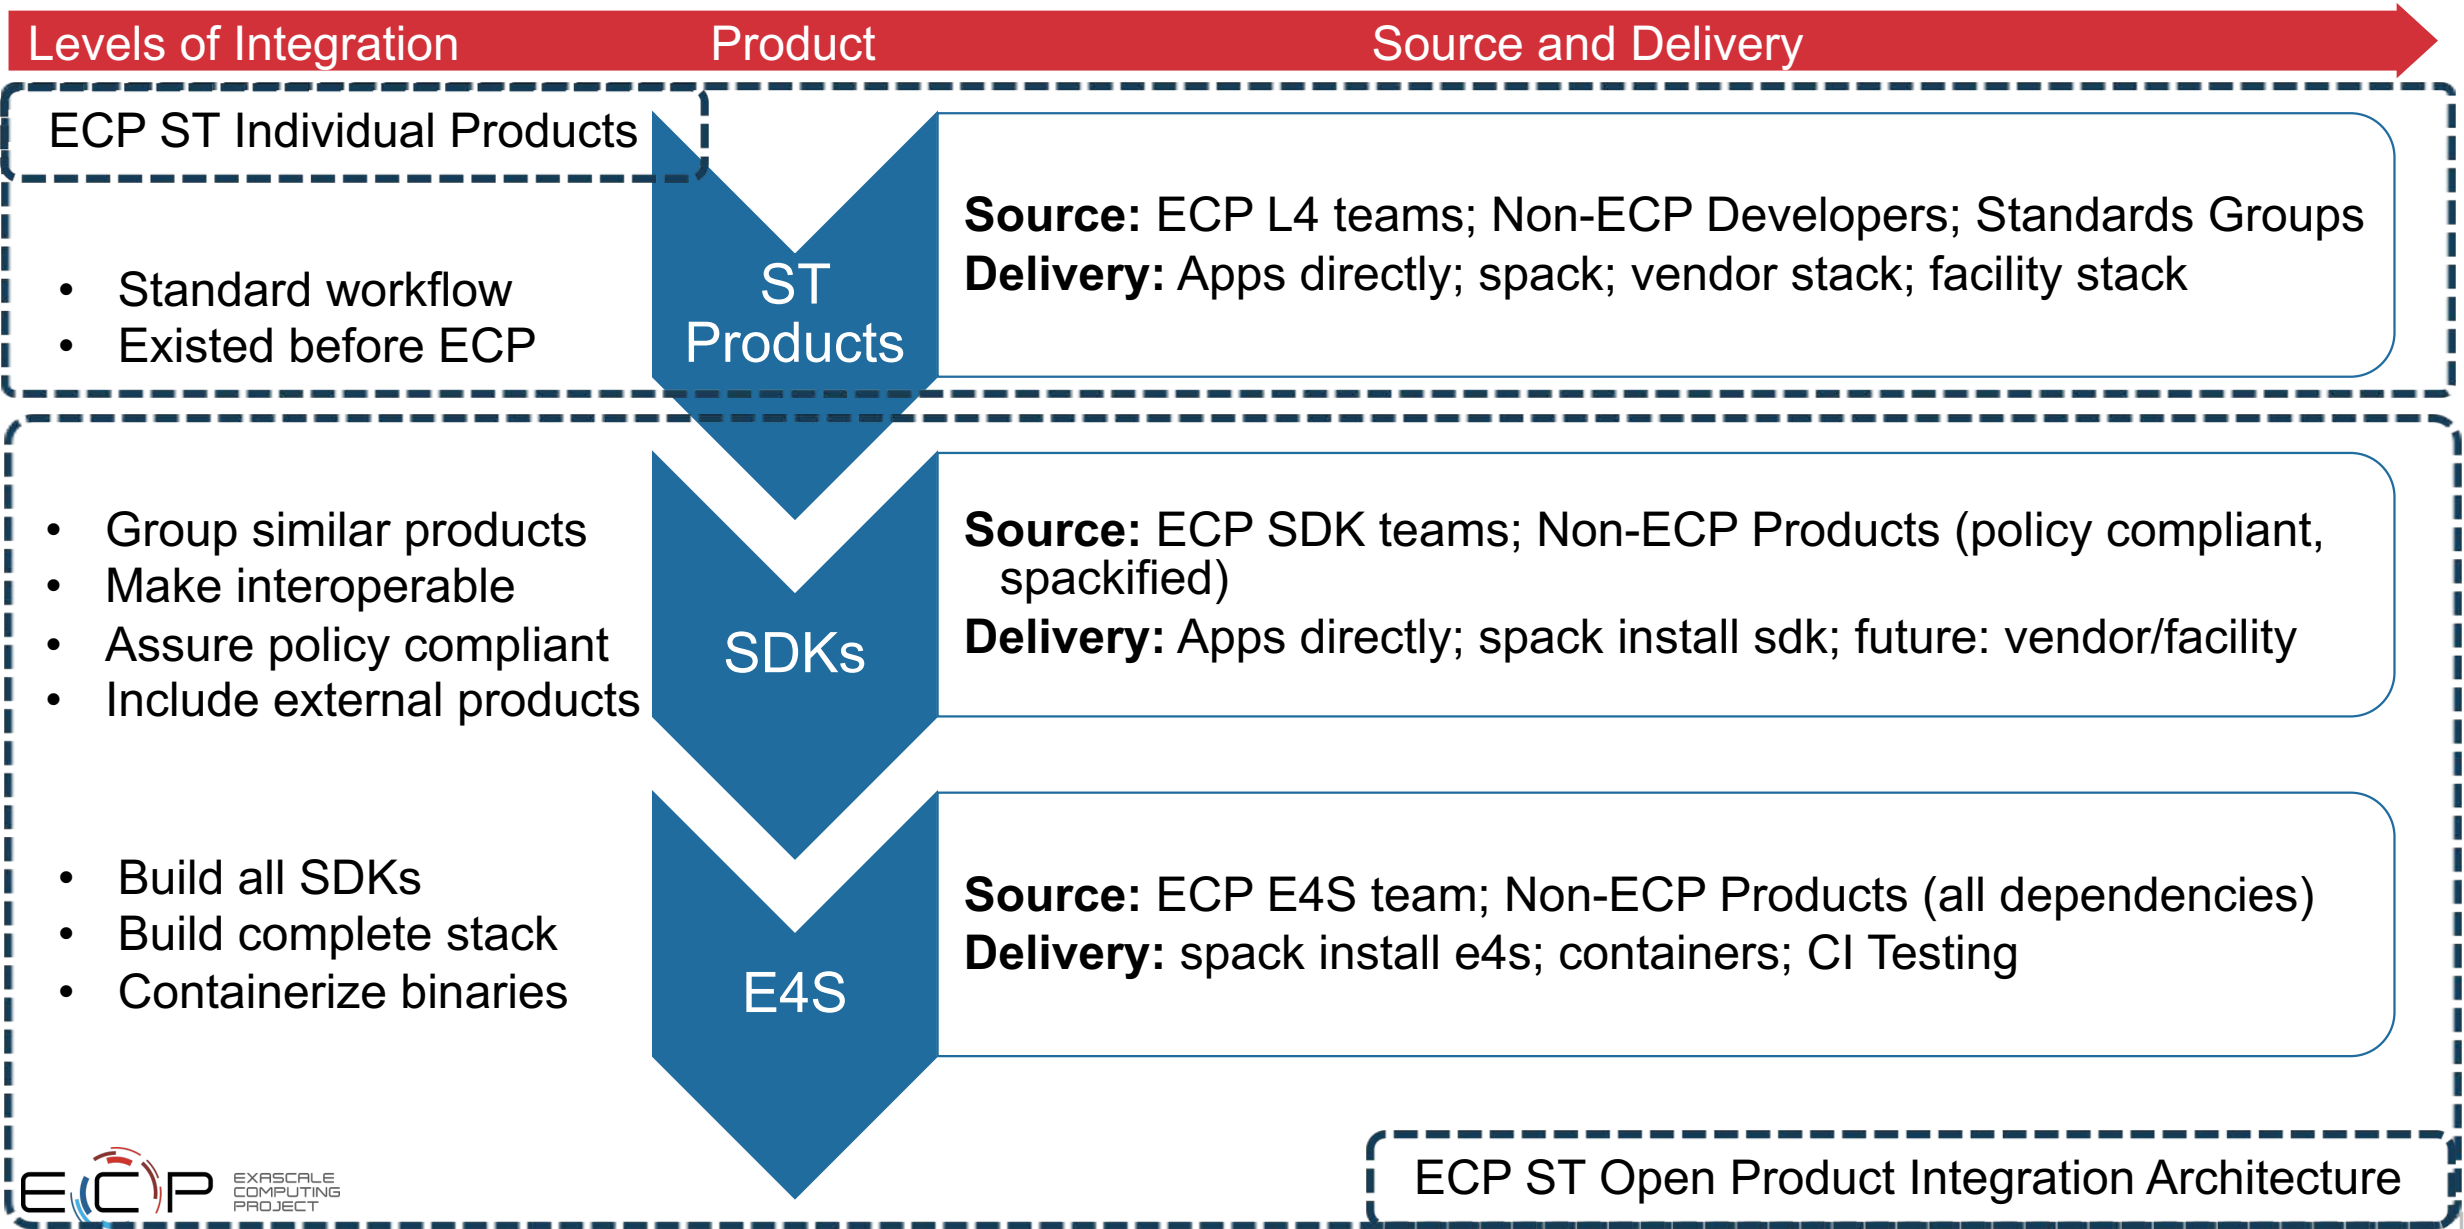 Levels of Integration Product Source and Delivery
ECP ST Individual Products
• Standard workflow
• Existed before ECP
ST
Products
Source: ECP L4 teams; Non-ECP Developers; Standards Groups
Delivery: Apps directly; spack; vendor stack; facility stack
• Group similar products
• Make interoperable
• Assure policy compliant
• Include external products
SDKs
Source: ECP SDK teams; Non-ECP Products (policy compliant,
spackified)
Delivery: Apps directly; spack install sdk; future: vendor/facility
• Build all SDKs
• Build complete stack
• Containerize binaries
E4S
Source: ECP E4S team; Non-ECP Products (all dependencies)
Delivery: spack install e4s; containers; CI Testing
ECP
EXASCALE
COMPUTING
PROJECT
ECP ST Open Product Integration Architecture